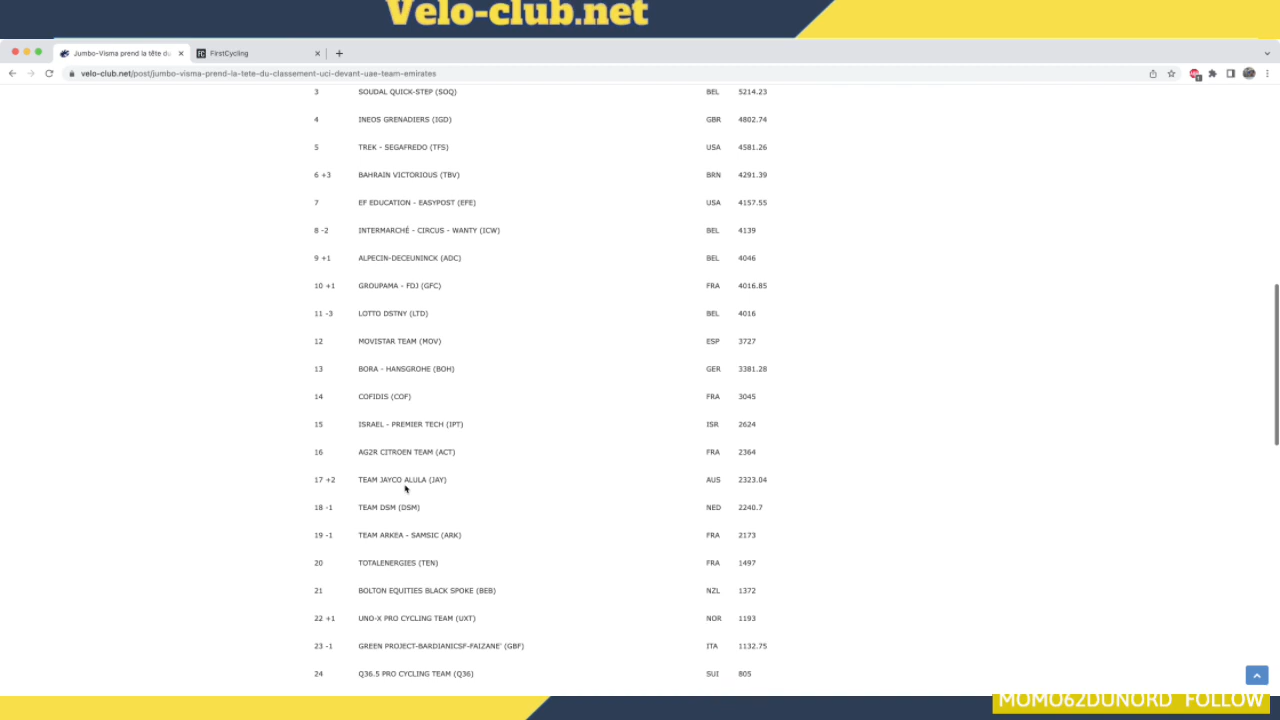 Velo-club.net
Jumbo-Visma prend la tête du
FirstCycling
velo-club.net/post/jumbo-visma-prend-la-tete-du-classement-uci-devant-uae-team-emirates
3 SOUDAL QUICK-STEP (SOQ) BEL 5214.23
4 INEOS GRENADIERS (IGD) GBR 4802.74
5 TREK - SEGAFREDO (TFS) USA 4581.26
6 +3 BAHRAIN VICTORIOUS (TBV) BRN 4291.39
7 EF EDUCATION - EASYPOST (EFE) USA 4157.55
8 -2 INTERMARCHÉ - CIRCUS - WANTY (ICW) BEL 4139
9 +1 ALPECIN-DECEUNINCK (ADC) BEL 4046
10 +1 GROUPAMA - FDJ (GFC) FRA 4016.85
11 -3 LOTTO DSTNY (LTD) BEL 4016
12 MOVISTAR TEAM (MOV) ESP 3727
13 BORA - HANSGROHE (BOH) GER 3381.28
14 COFIDIS (COF) FRA 3045
15 ISRAEL - PREMIER TECH (IPT) ISR 2624
16 AG2R CITROEN TEAM (ACT) FRA 2364
17 +2 TEAM JAYCO ALULA (JAY) AUS 2323.04
18 -1 TEAM DSM (DSM) NED 2240.7
19 -1 TEAM ARKEA - SAMSIC (ARK) FRA 2173
20 TOTALENERGIES (TEN) FRA 1497
21 BOLTON EQUITIES BLACK SPOKE (BEB) NZL 1372
22 +1 UNO-X PRO CYCLING TEAM (UXT) NOR 1193
23 -1 GREEN PROJECT-BARDIANICSF-FAIZANE' (GBF) ITA 1132.75
24 Q36.5 PRO CYCLING TEAM (Q36) SUI 805
MOMO62DUNORD FOLLOW